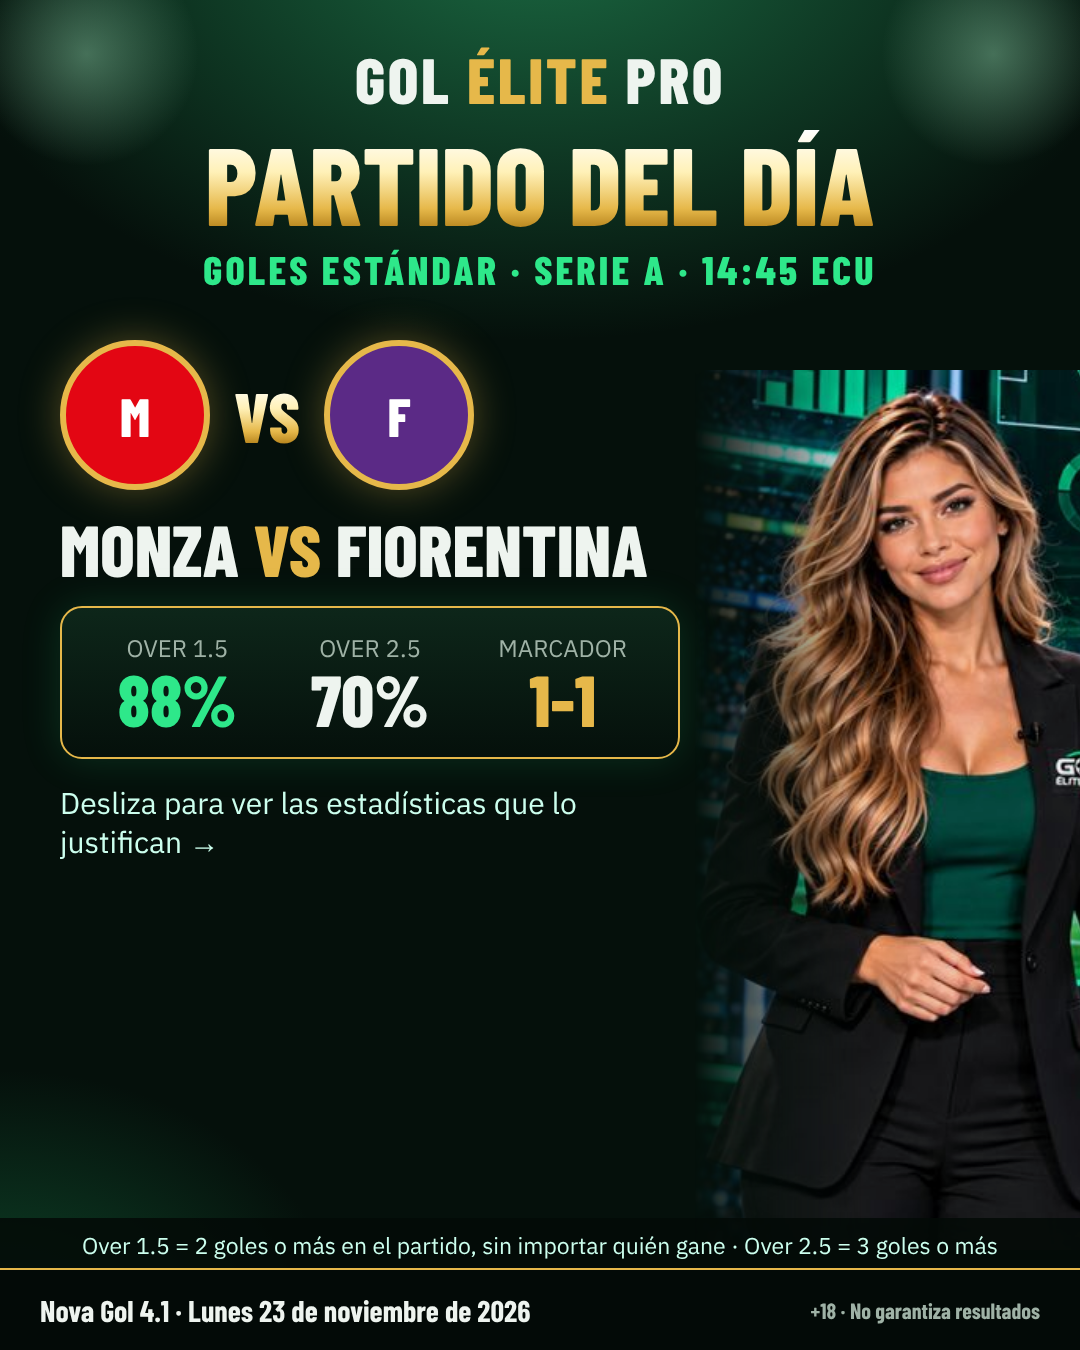 GOL ÉLITE PRO
PARTIDO DEL DÍA
GOLES ESTÁNDAR · SERIE A · 14:45 ECU
M VS F
MONZA VS FIORENTINA
OVER 1.5 OVER 2.5 MARCADOR
88% 70% 1-1
Desliza para ver las estadísticas que lo
justifican →
Over 1.5 = 2 goles o más en el partido, sin importar quién gane · Over 2.5 = 3 goles o más
Nova Gol 4.1 · Lunes 23 de noviembre de 2026
+18 · No garantiza resultados